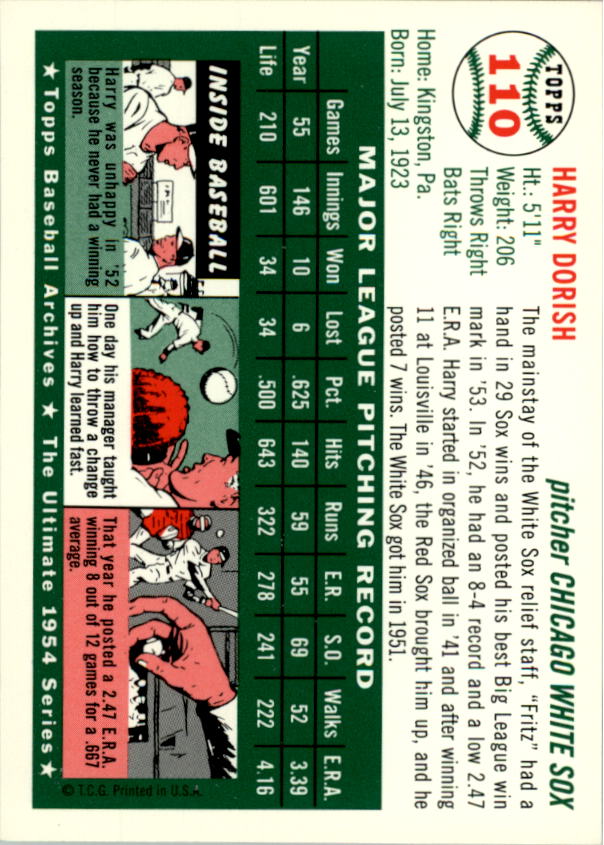 TOPPS
110
HARRY DORISH
pitcher CHICAGO WHITE SOX
Ht.: 5'11"
Weight: 206
Throws Right
Bats Right
Home: Kingston, Pa.
Born: July 13, 1923
The mainstay of the White Sox relief staff, "Fritz" had a
hand in 29 Sox wins and posted his best Big League win
mark in '53. In '52, he had an 8-4 record and a low 2.47
E.R.A. Harry started in organized ball in '41 and after winning
11 at Louisville in '46, the Red Sox brought him up, and he
posted 7 wins. The White Sox got him in 1951.
MAJOR LEAGUE PITCHING RECORD
Games Innings Won Lost Pct. Hits Runs E.R. S.O. Walks E.R.A.
Year 55 146 10 6 .625 140 59 55 69 52 3.39
Life 210 601 34 34 .500 643 322 278 241 222 4.16
INSIDE BASEBALL
Harry was unhappy in '52
because he never had a winning
season.
One day his manager taught
him how to throw a change
up and Harry learned fast.
That year he posted a 2.47 E.R.A.
winning 8 out of 12 games for a .667
average.
© T.C.G. Printed in U.S.A.
★ Topps Baseball Archives ★ The Ultimate 1954 Series ★